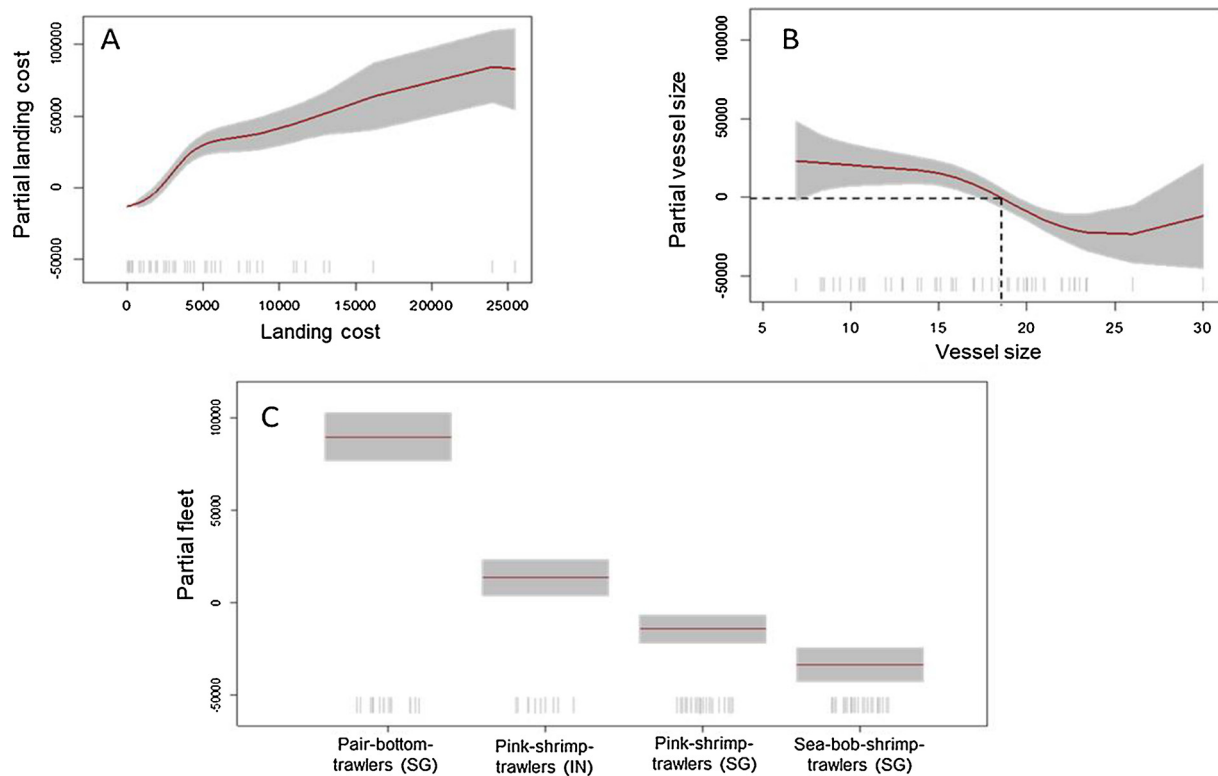 A
Partial landing cost
100000
50000
0
-50000
0
5000
10000
15000
20000
25000
Landing cost
B
Partial vessel size
100000
50000
0
-50000
5
10
15
20
25
30
Vessel size
C
Partial fleet
100000
50000
0
-50000
Pair-bottom-
trawlers (SG)
Pink-shrimp-
trawlers (IN)
Pink-shrimp-
trawlers (SG)
Sea-bob-shrimp-
trawlers (SG)